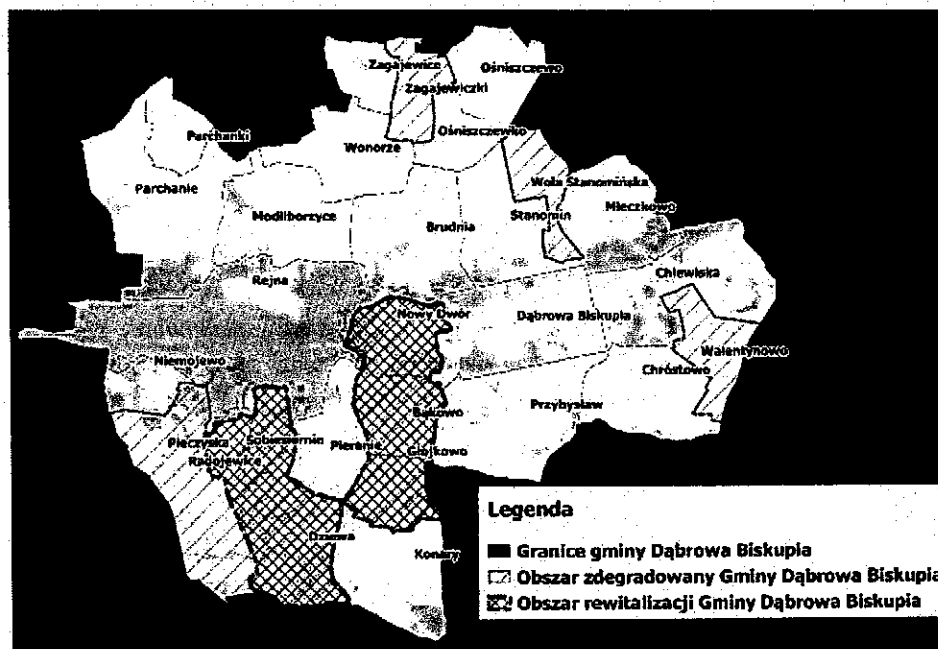 Zagajewice
Ośniszczewo
Zagajewiczki
Parchanki
Ośniszczewko
Wonorze
Parchanie
Wola Stanomińska
Modliborzyce
Stanomin
Mleczkowo
Brudnia
Chlewiska
Rejna
Nowy Dwór
Dąbrowa Biskupia
Niemojewo
Walentynowo
Chróstowo
Bąkowo
Przybysław
Pieczyska
Sobiesiernie
Pieranie
Głojkowo
Radojewice
Dziewa
Konary
Legenda
Granice gminy Dąbrowa Biskupia
Obszar zdegradowany Gminy Dąbrowa Biskupia
Obszar rewitalizacji Gminy Dąbrowa Biskupia